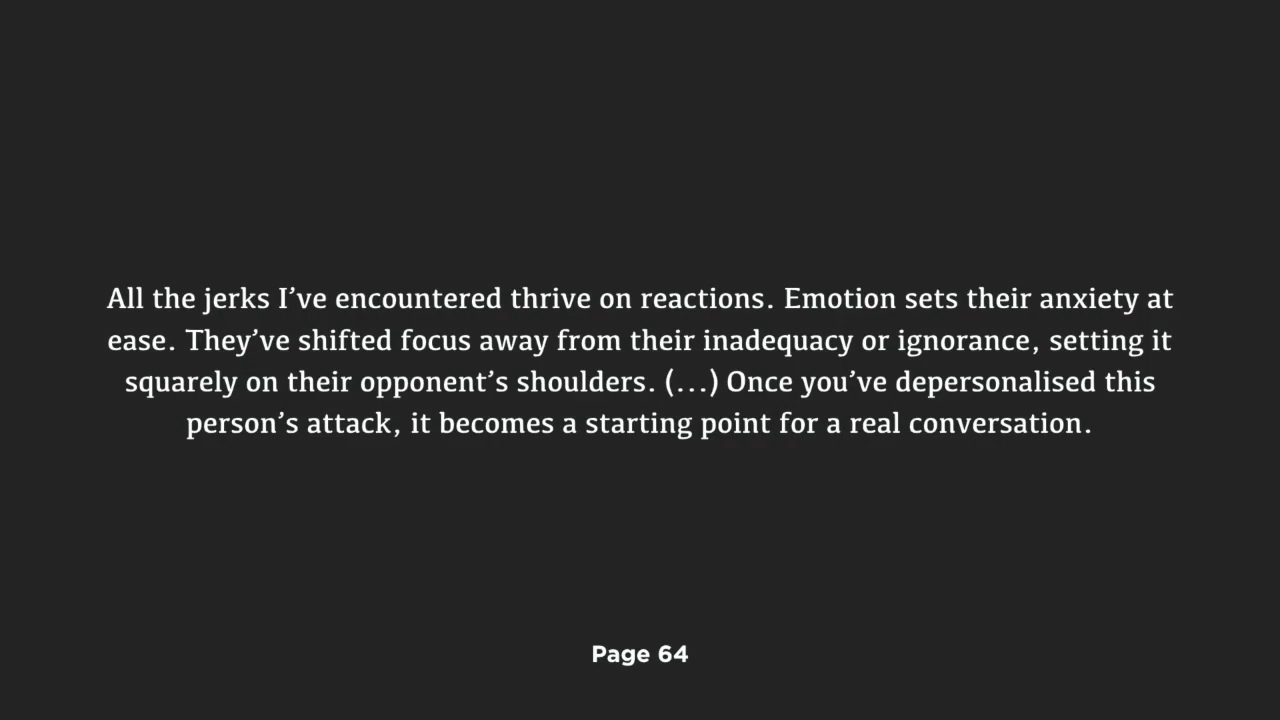 All the jerks I’ve encountered thrive on reactions. Emotion sets their anxiety at
ease. They’ve shifted focus away from their inadequacy or ignorance, setting it
squarely on their opponent’s shoulders. (...) Once you’ve depersonalised this
person’s attack, it becomes a starting point for a real conversation.
Page 64